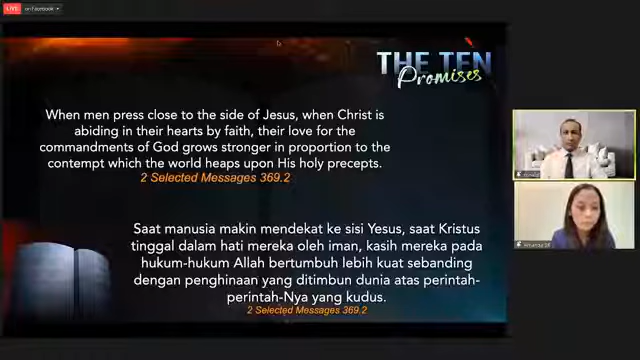 LIVE on Facebook
THE TEN
Promises
When men press close to the side of Jesus, when Christ is
abiding in their hearts by faith, their love for the
commandments of God grows stronger in proportion to the
contempt which the world heaps upon His holy precepts.
2 Selected Messages 369.2
Saat manusia makin mendekat ke sisi Yesus, saat Kristus
tinggal dalam hati mereka oleh iman, kasih mereka pada
hukum-hukum Allah bertumbuh lebih kuat sebanding
dengan penghinaan yang ditimbun dunia atas perintah-
perintah-Nya yang kudus.
2 Selected Messages 369.2